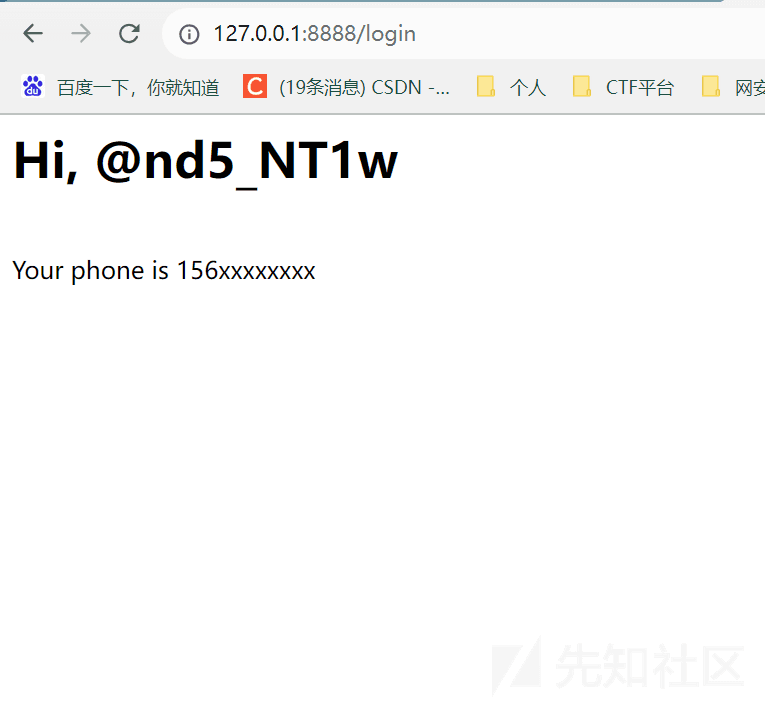 127.0.0.1:8888/login
du 百度一下，你就知道 C (19条消息) CSDN -... 个人 CTF平台 网安
Hi, @nd5_NT1w
Your phone is 156xxxxxxxx
先知社区